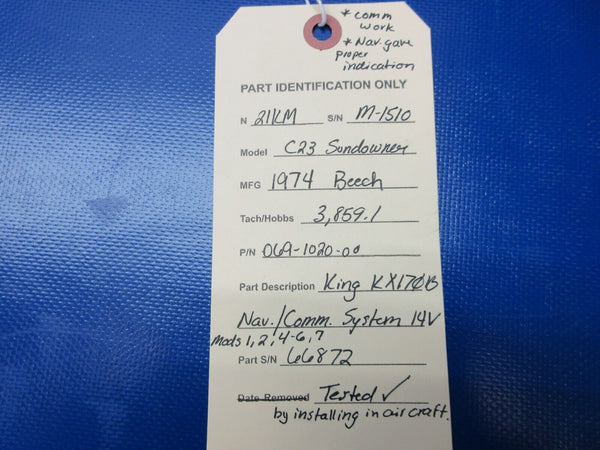 * comm
work
* Nav. gave
proper
indication
PART IDENTIFICATION ONLY
N 211KM S/N M-1510
Model C23 Sundowner
MFG 1974 Beech
Tach/Hobbs 3,859.1
P/N 069-1020-00
Part Description King KX170B
Nav./Comm. System 14V
Mods 1, 2, 4-6, 7
Part S/N 66872
Date Removed Tested ✓
by installing in aircraft.